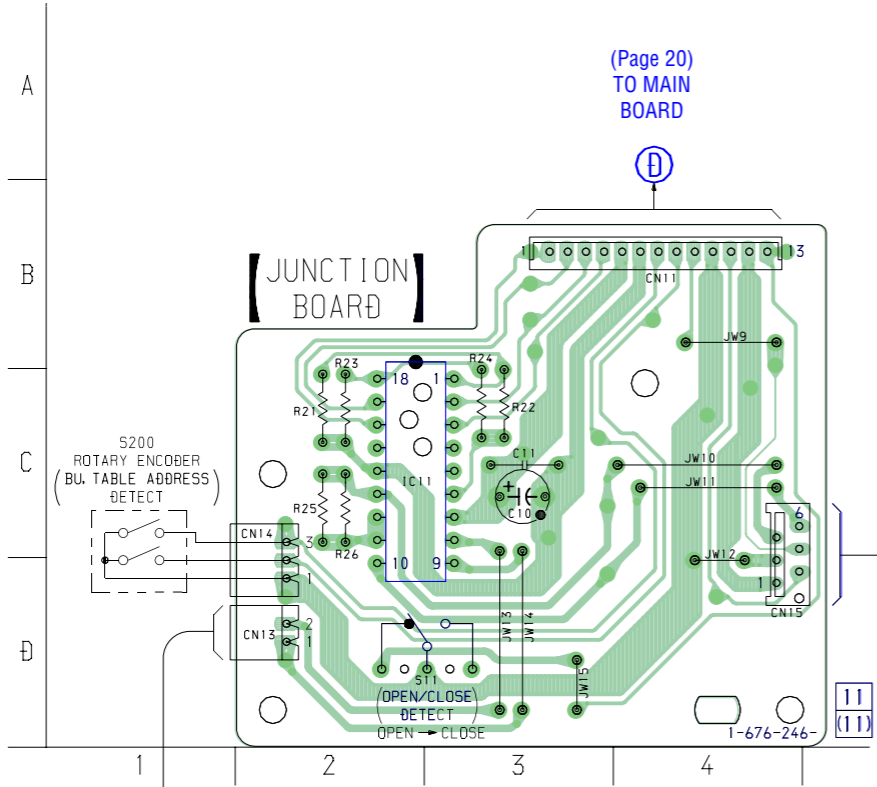 (Page 20)
TO MAIN
BOARD
A
D
B
JUNCTION
BOARD
1
13
CN11
JW9
R23
R24
18
1
R21
R22
C
S200
ROTARY ENCODER
BU, TABLE ADDRESS
DETECT
IC11
C11
JW10
JW11
+
C10
R25
R26
CN14
3
1
6
10
9
JW12
1
CN15
CN13
2
1
JW13
JW14
JW15
D
S11
(OPEN/CLOSE)
DETECT
OPEN → CLOSE
11
(11)
1-676-246-
1
2
3
4